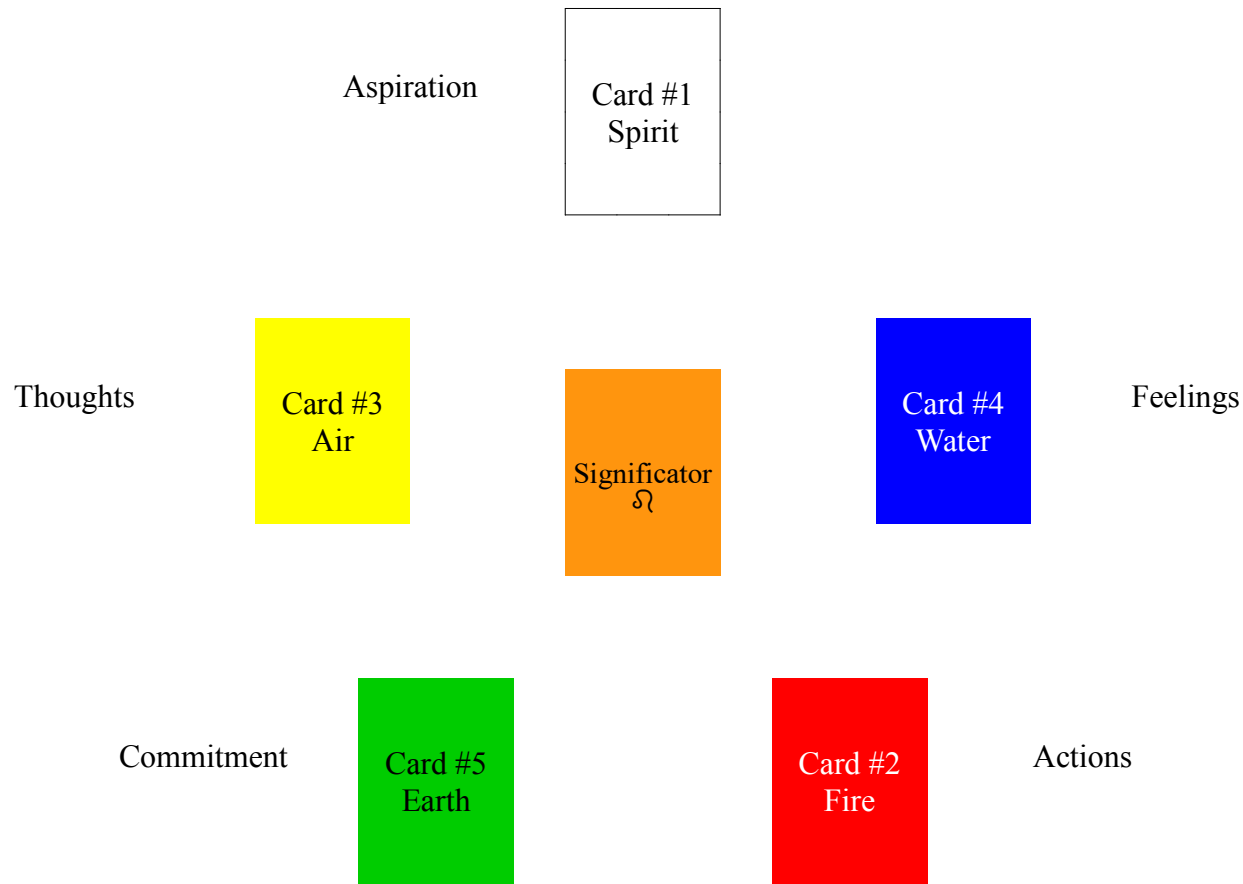 Aspiration
Card #1
Spirit
Thoughts
Card #3
Air
Significator
♌
Card #4
Water
Feelings
Commitment
Card #5
Earth
Card #2
Fire
Actions